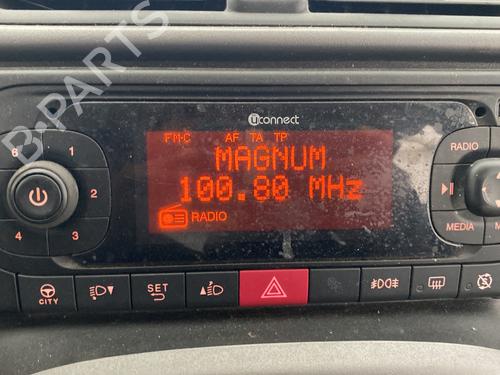 B-PARTS
uconnect
FM-C AF TA TP
MAGNUM
100.80 MHz
RADIO
6 1
2
4 3
RADIO
MEDIA
CITY
SET